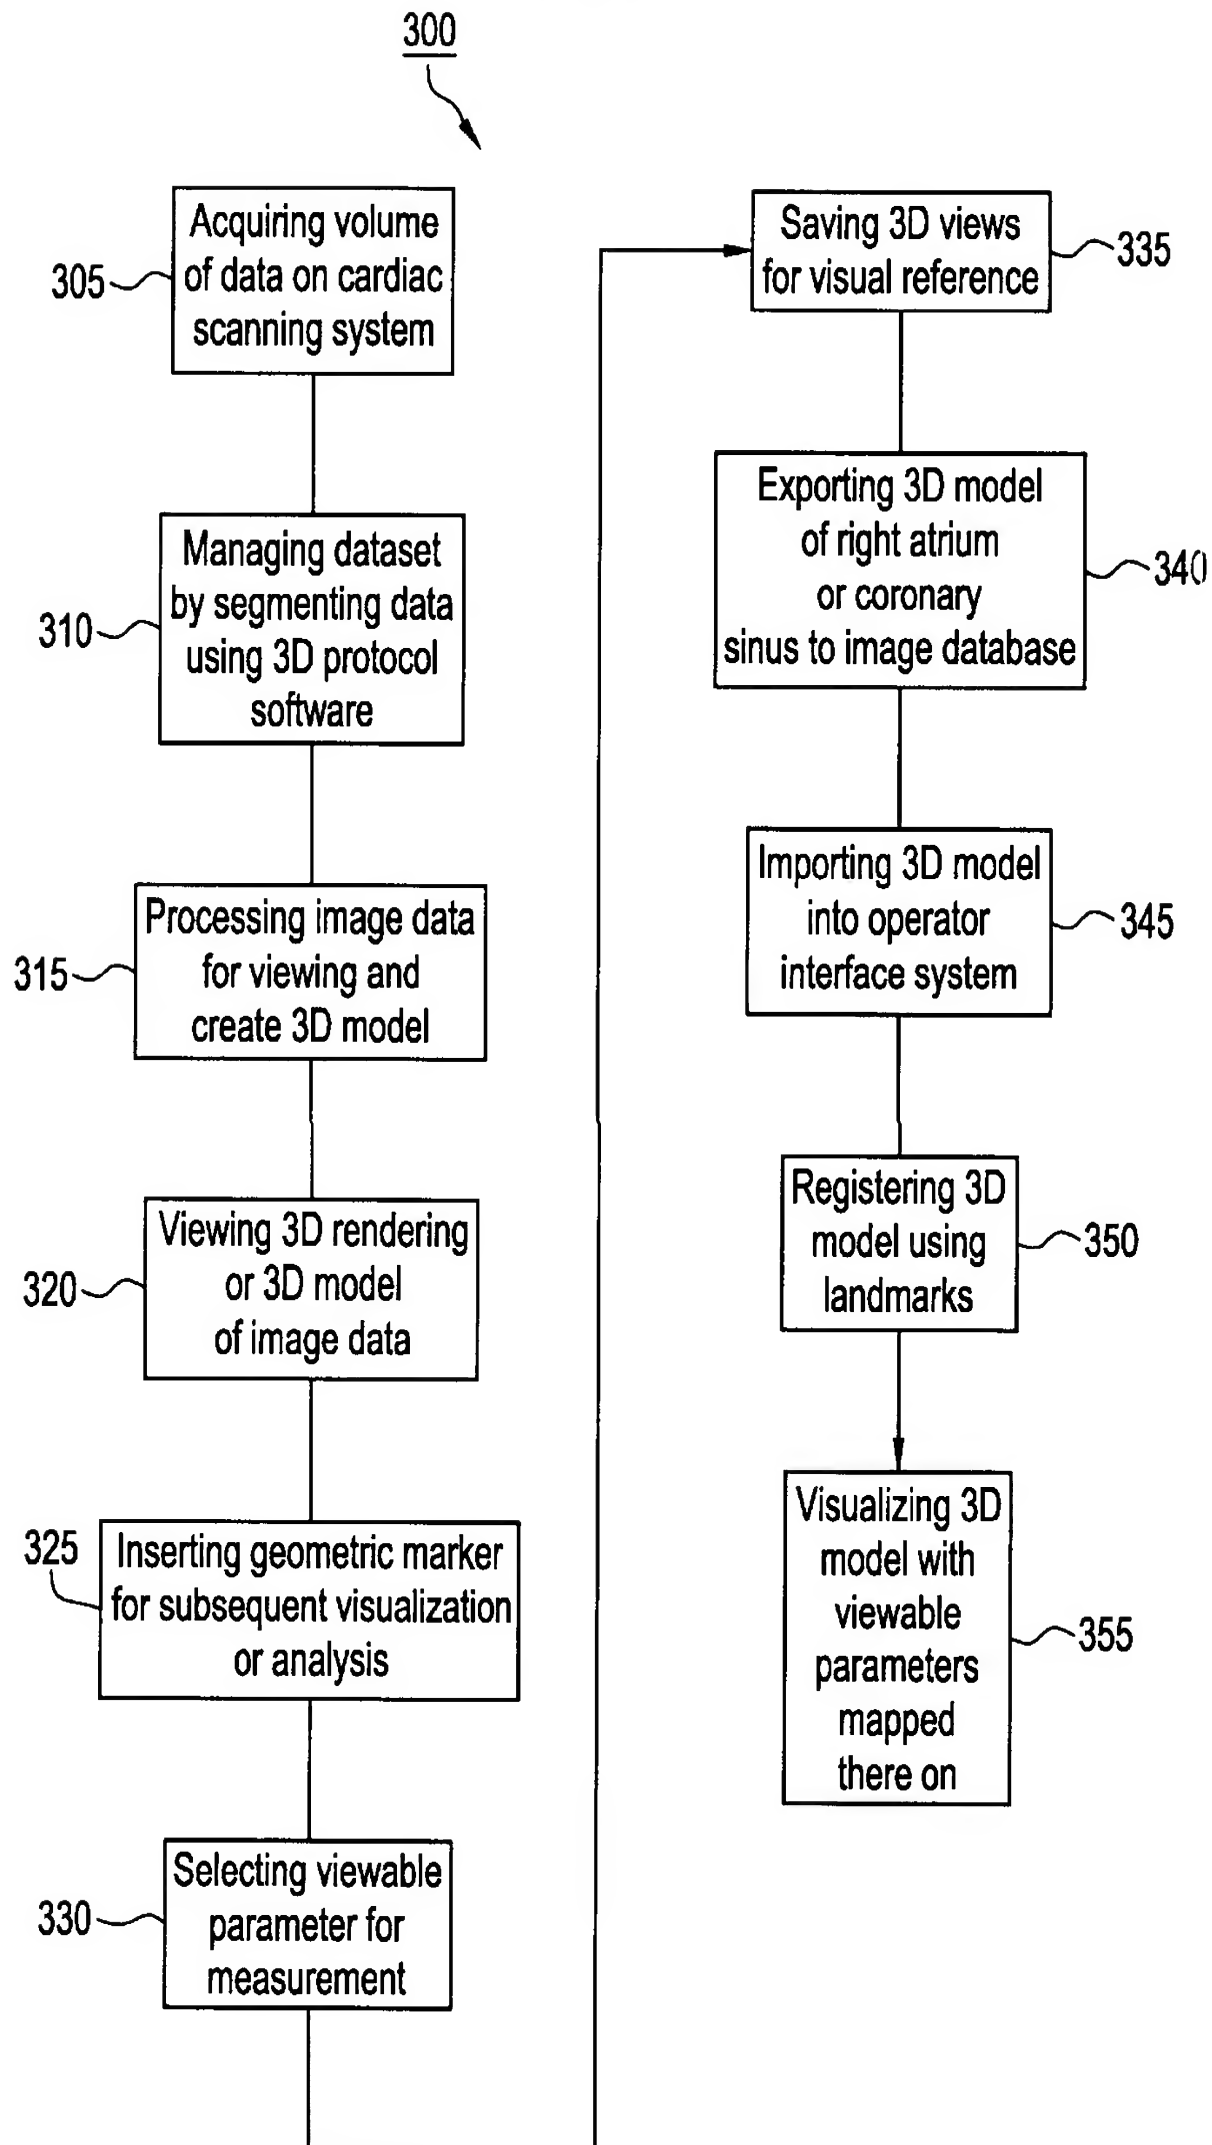 300
Acquiring volume
of data on cardiac
scanning system
305
Managing dataset
by segmenting data
using 3D protocol
software
310
Processing image data
for viewing and
create 3D model
315
Viewing 3D rendering
or 3D model
of image data
320
Inserting geometric marker
for subsequent visualization
or analysis
325
Selecting viewable
parameter for
measurement
330
Saving 3D views
for visual reference
335
Exporting 3D model
of right atrium
or coronary
sinus to image database
340
Importing 3D model
into operator
interface system
345
Registering 3D
model using
landmarks
350
Visualizing 3D
model with
viewable
parameters
mapped
there on
355